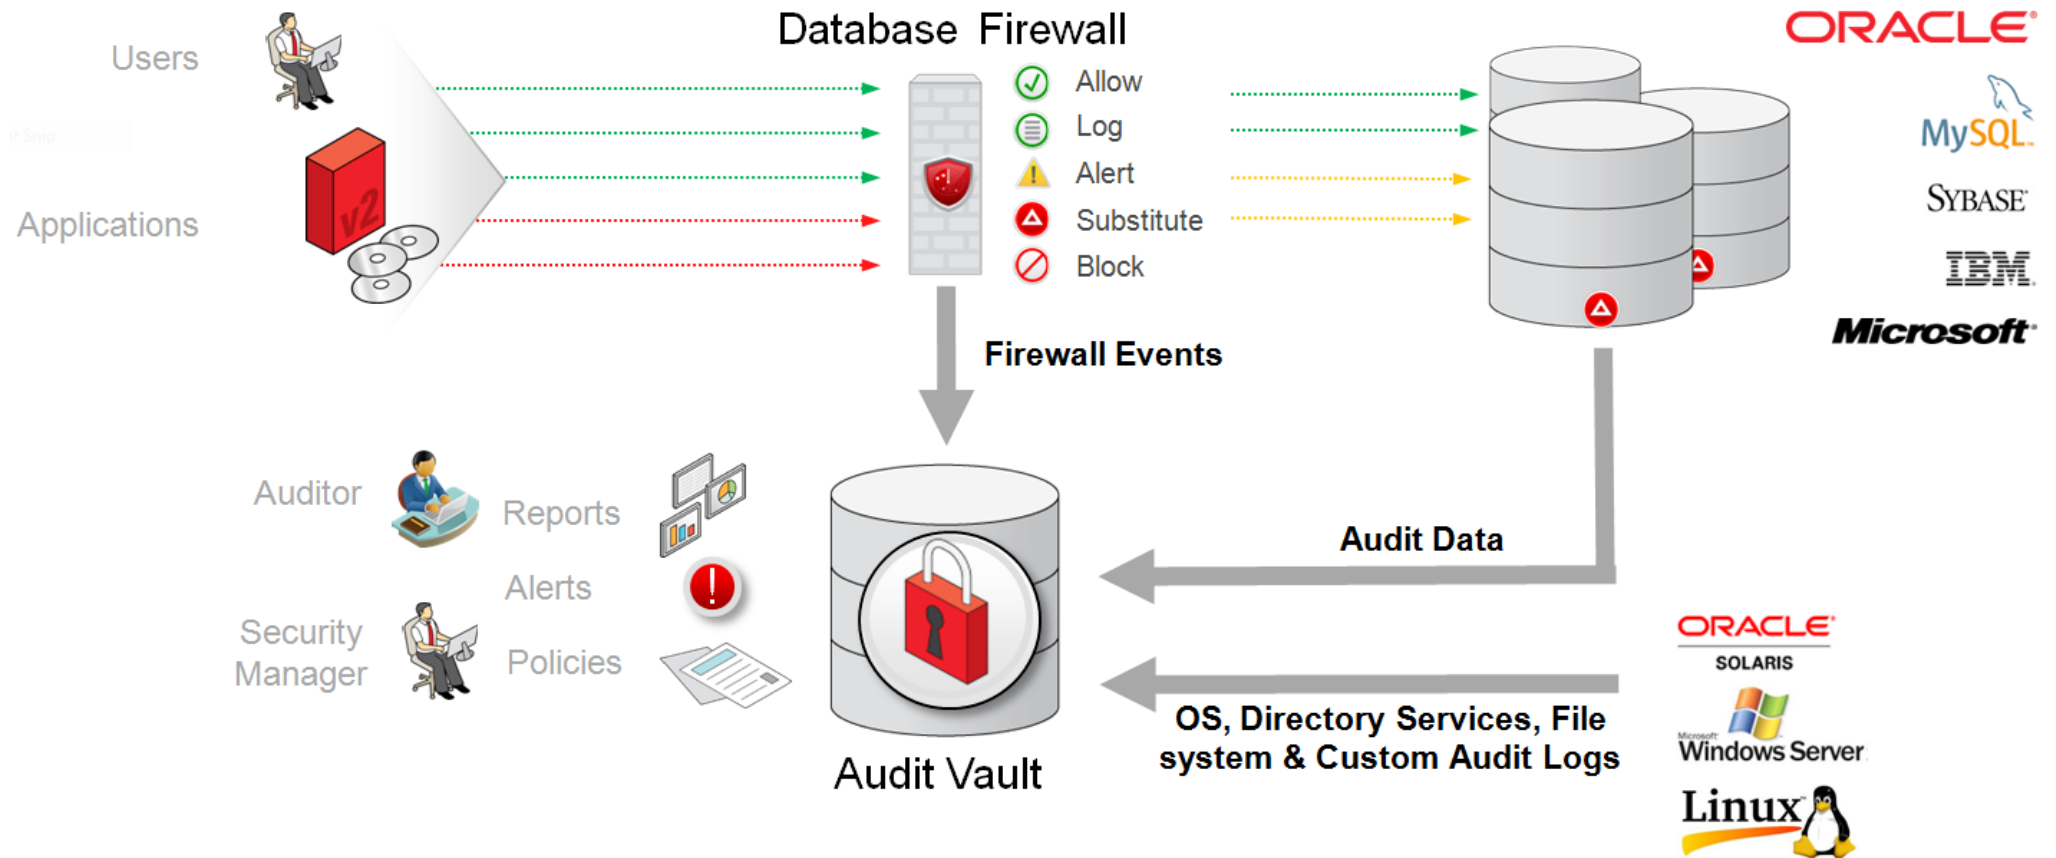 Database Firewall
ORACLE
Users
Allow
Log
Alert
Substitute
Block
Applications
v2
MySQL
SYBASE
IBM
Microsoft
Firewall Events
Auditor
Reports
Alerts
Security
Manager
Policies
Audit Data
Audit Vault
OS, Directory Services, File
system & Custom Audit Logs
ORACLE
SOLARIS
Microsoft
Windows Server
Linux